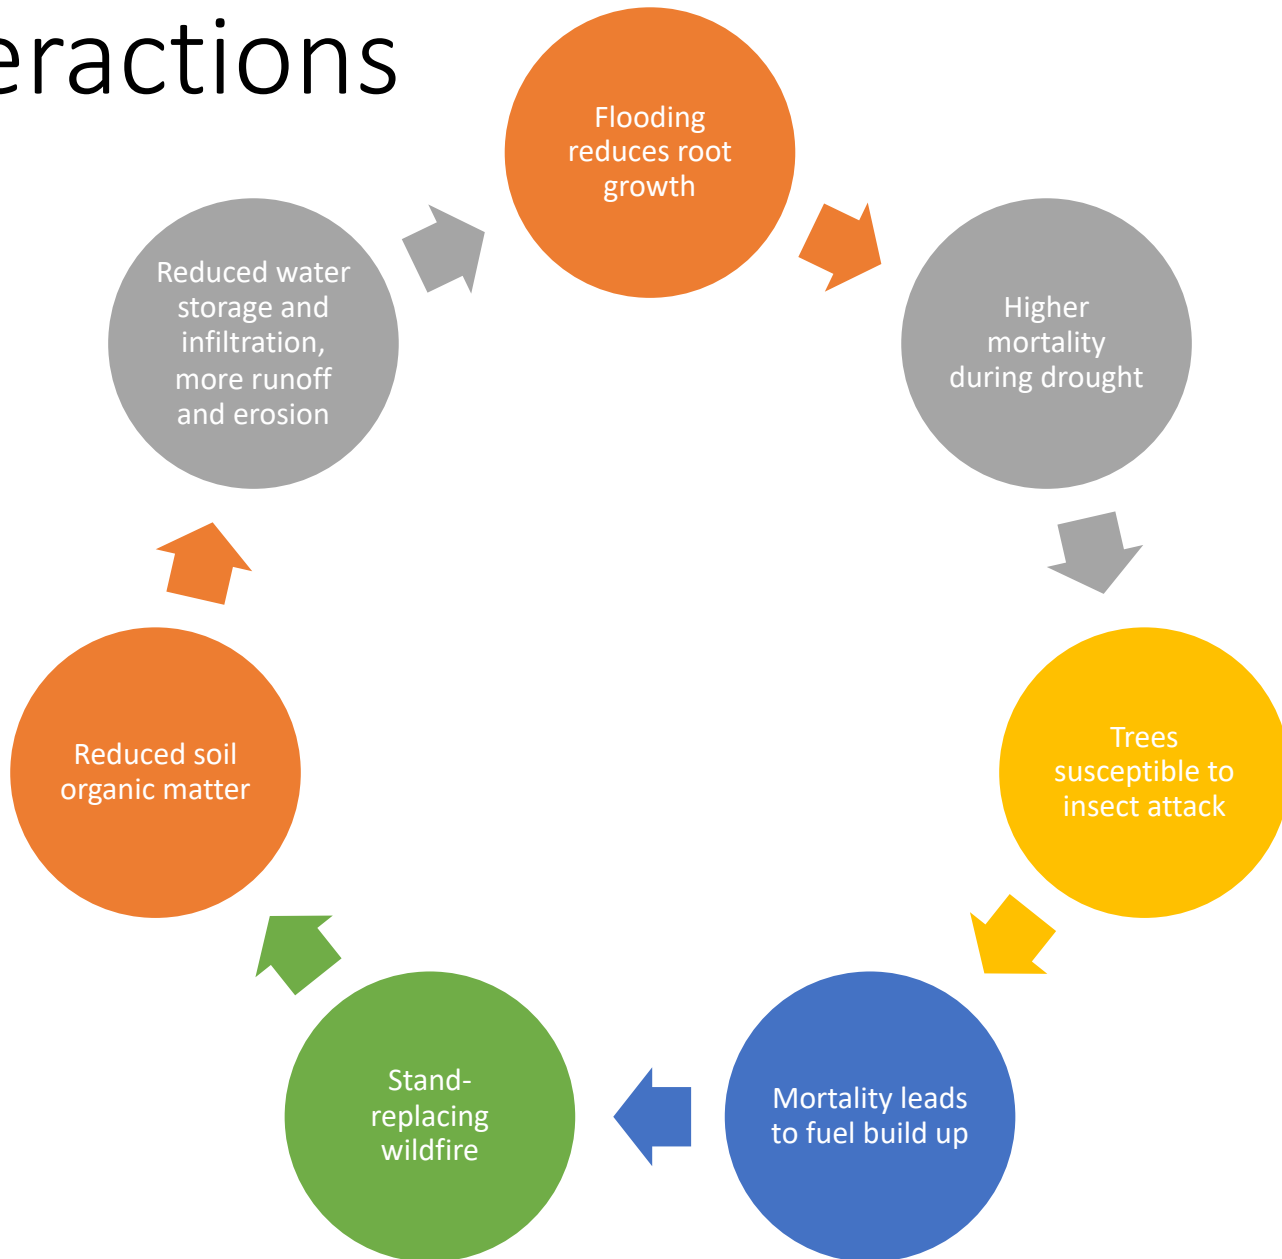 eractions
Flooding
reduces root
growth
Higher
mortality
during drought
Trees
susceptible to
insect attack
Mortality leads
to fuel build up
Stand-
replacing
wildfire
Reduced soil
organic matter
Reduced water
storage and
infiltration,
more runoff
and erosion